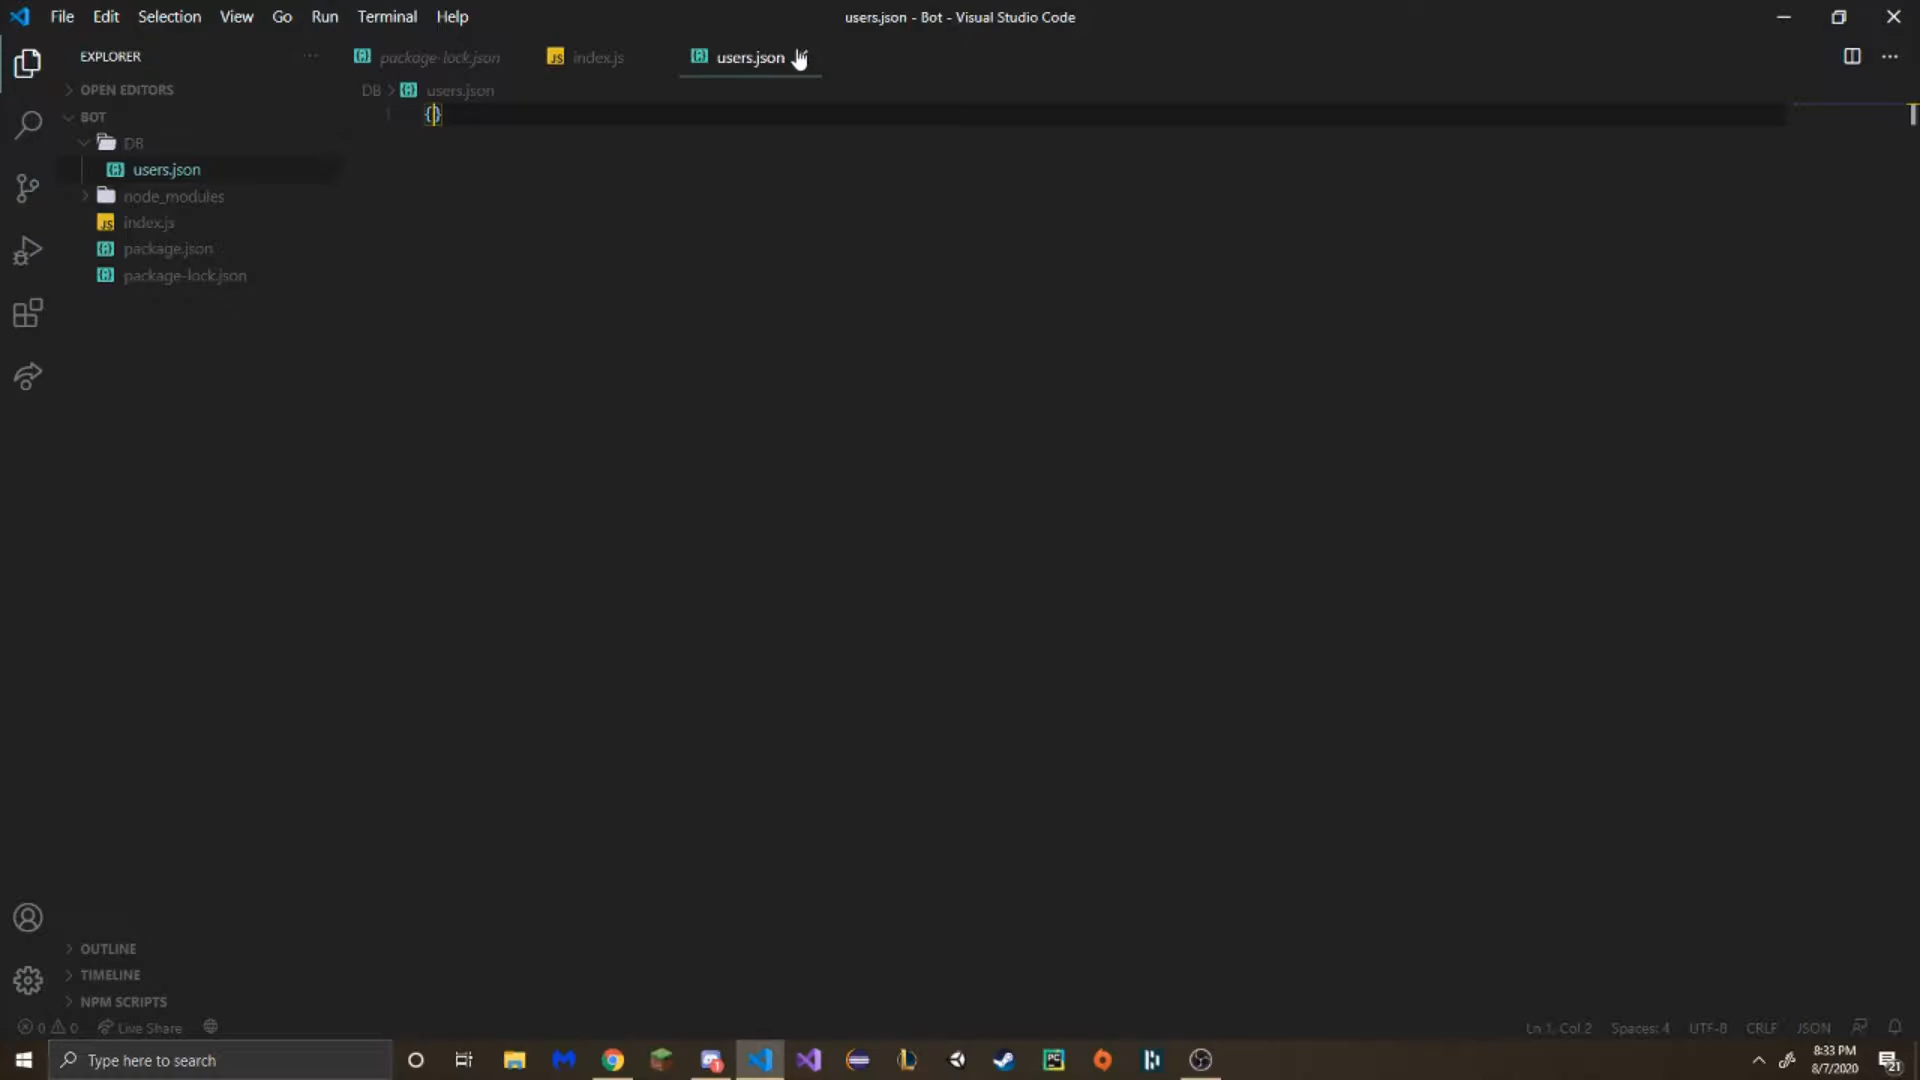 File Edit Selection View Go Run Terminal Help
users.json - Bot - Visual Studio Code
EXPLORER
package-lock.json
index.js
users.json
OPEN EDITORS
DB > users.json
BOT
1 {}
DB
users.json
node_modules
index.js
package.json
package-lock.json
OUTLINE
TIMELINE
NPM SCRIPTS
0 0 Live Share
Ln 1, Col 2 Spaces: 4 UTF-8 CRLF JSON
Type here to search
8:33 PM
8/7/2020
21